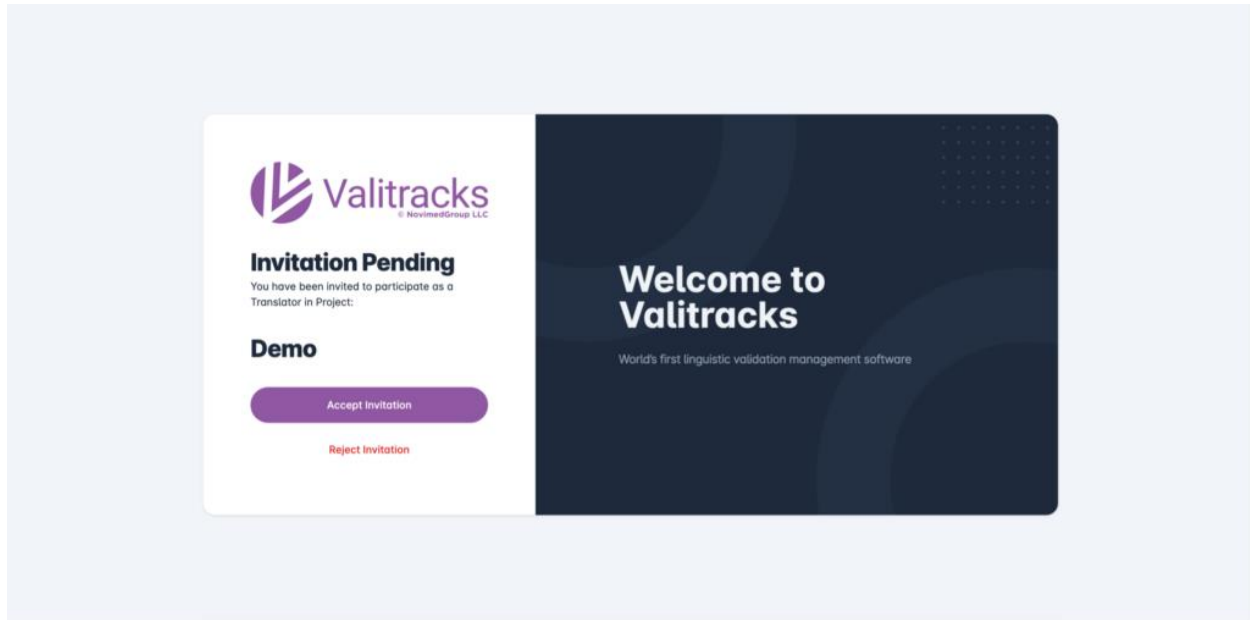 Valitracks
© NovimedGroup LLC
Invitation Pending
You have been invited to participate as a
Translator in Project:
Demo
Accept Invitation
Reject Invitation
Welcome to
Valitracks
World's first linguistic validation management software